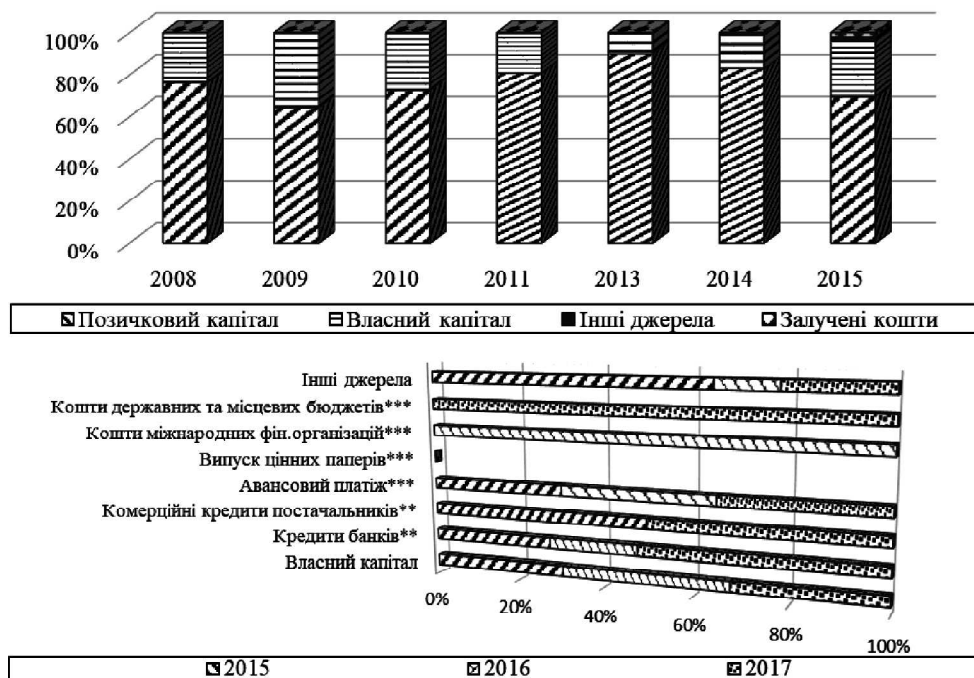 100%
80%
60%
40%
20%
0%
2008 2009 2010 2011 2013 2014 2015
Позичковий капітал Власний капітал Інші джерела Залучені кошти
Інші джерела
Кошти державних та місцевих бюджетів***
Кошти міжнародних фін.організацій***
Випуск цінних паперів***
Авансовий платіж***
Комерційні кредити постачальників**
Кредити банків**
Власний капітал
0% 20% 40% 60% 80% 100%
2015 2016 2017